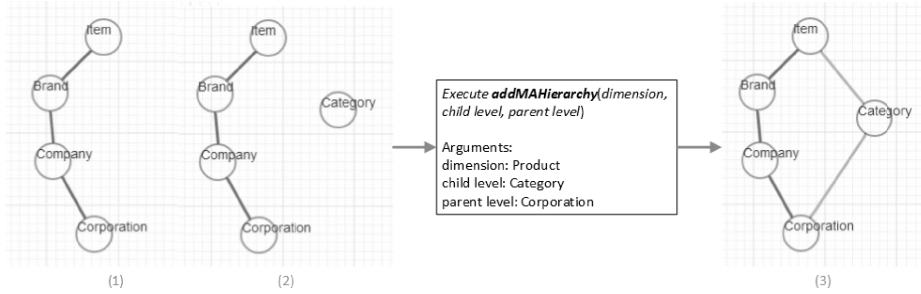 Item
Brand
Company
Corporation
(1)
Item
Brand
Category
Company
Corporation
(2)
Execute addMAHierarchy(dimension,
child level, parent level)
Arguments:
dimension: Product
child level: Category
parent level: Corporation
Item
Brand
Category
Company
Corporation
(3)